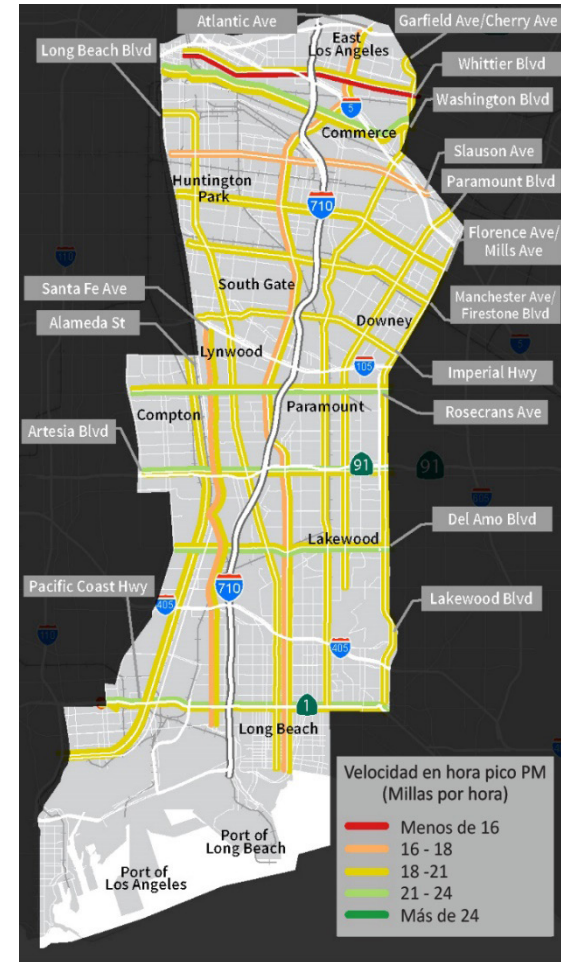 Atlantic Ave
Garfield Ave/Cherry Ave
East
Los Angeles
Long Beach Blvd
Whittier Blvd
Washington Blvd
5
Commerce
Slauson Ave
Huntington
Park
Paramount Blvd
710
110
Florence Ave/
Mills Ave
South Gate
Santa Fe Ave
Manchester Ave/
Firestone Blvd
Downey
5
Alameda St
Lynwood
105
Imperial Hwy
Compton
Paramount
Rosecrans Ave
Artesia Blvd
91
91
605
Del Amo Blvd
Lakewood
Pacific Coast Hwy
710
405
Lakewood Blvd
110
405
1
Long Beach
Velocidad en hora pico PM
(Millas por hora)
Menos de 16
16 - 18
18 -21
21 - 24
Más de 24
Port of
Long Beach
Port of
Los Angeles